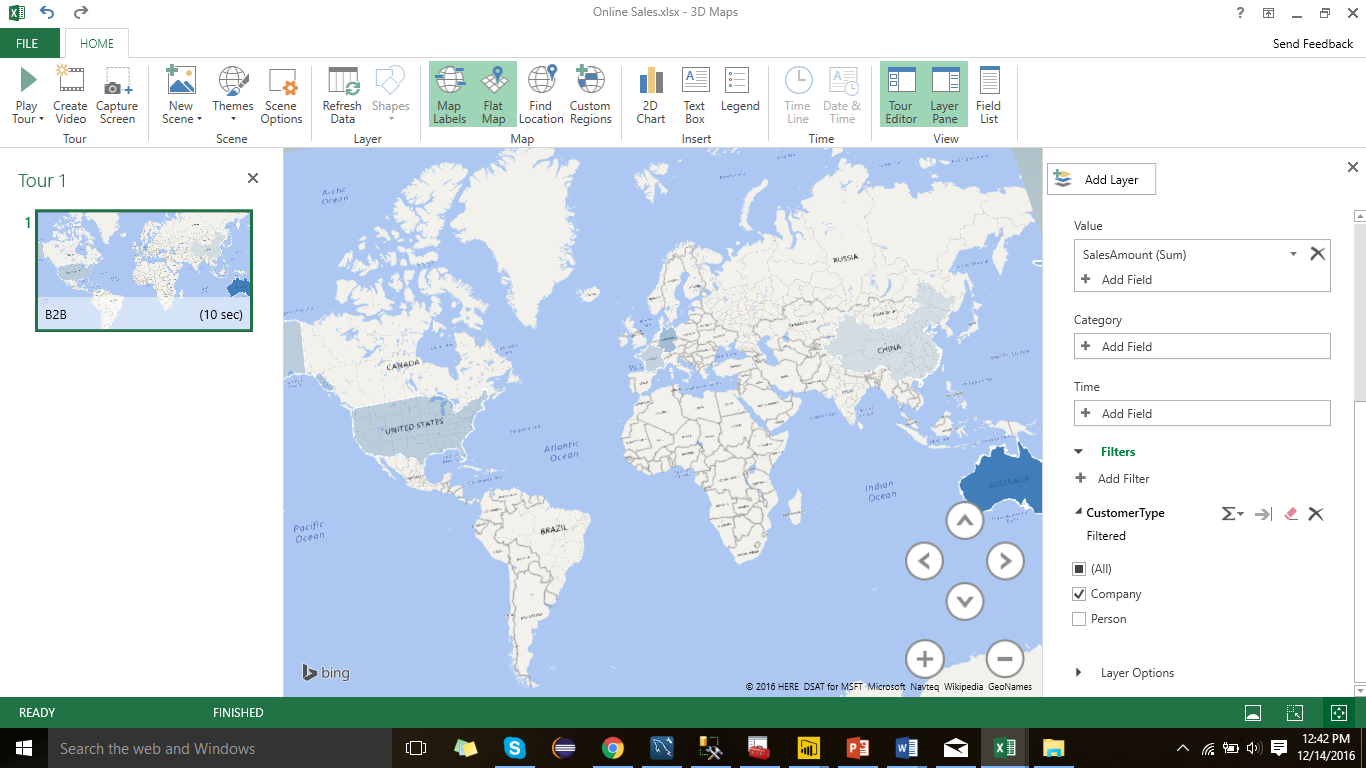 Online Sales.xlsx - 3D Maps
?
FILE
HOME
Send Feedback
Play Tour
Create Video
Capture Screen
New Scene
Themes
Scene Options
Refresh Data
Shapes
Map Labels
Flat Map
Find Location
Custom Regions
2D Chart
Text Box
Legend
Time Line
Date & Time
Tour Editor
Layer Pane
Field List
Tour
Scene
Layer
Map
Insert
Time
View
Tour 1
1
B2B (10 sec)
Arctic
Ocean
RUSSIA
CANADA
CHINA
UNITED STATES
Atlantic
Ocean
Indian
Ocean
AUSTRALIA
Pacific
Ocean
BRAZIL
bing
© 2016 HERE DSAT for MSFT Microsoft Navteq Wikipedia GeoNames
Add Layer
Value
SalesAmount (Sum)
Add Field
Category
Add Field
Time
Add Field
Filters
Add Filter
CustomerType
Filtered
(All)
Company
Person
Layer Options
READY FINISHED
Search the web and Windows
12:42 PM
12/14/2016